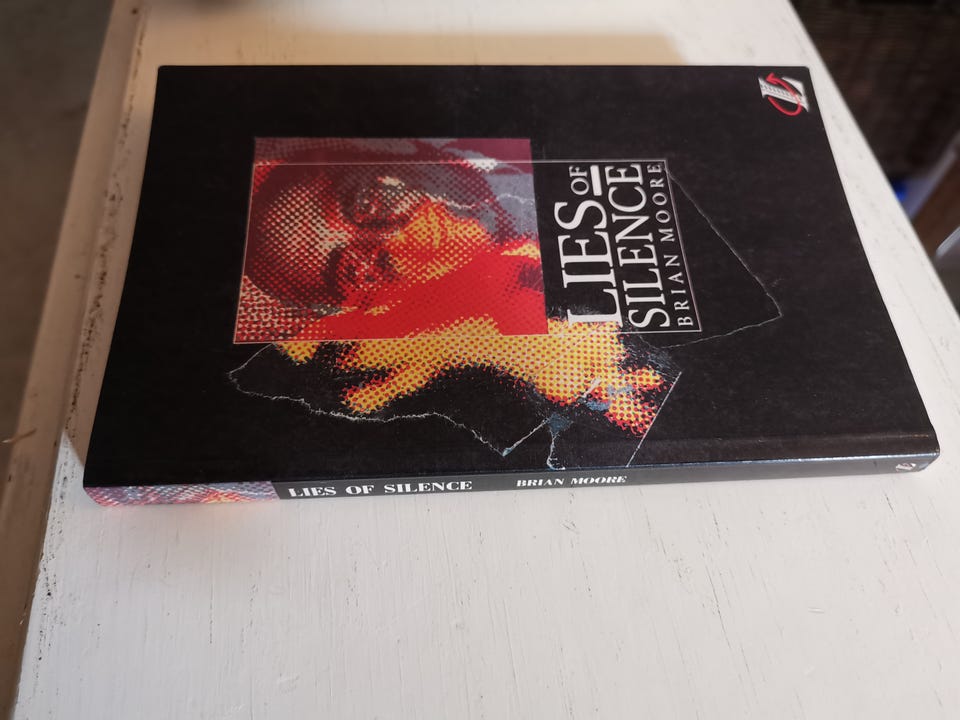 LIES OF
SILENCE
BRIAN MOORE
LIES OF SILENCE BRIAN MOORE